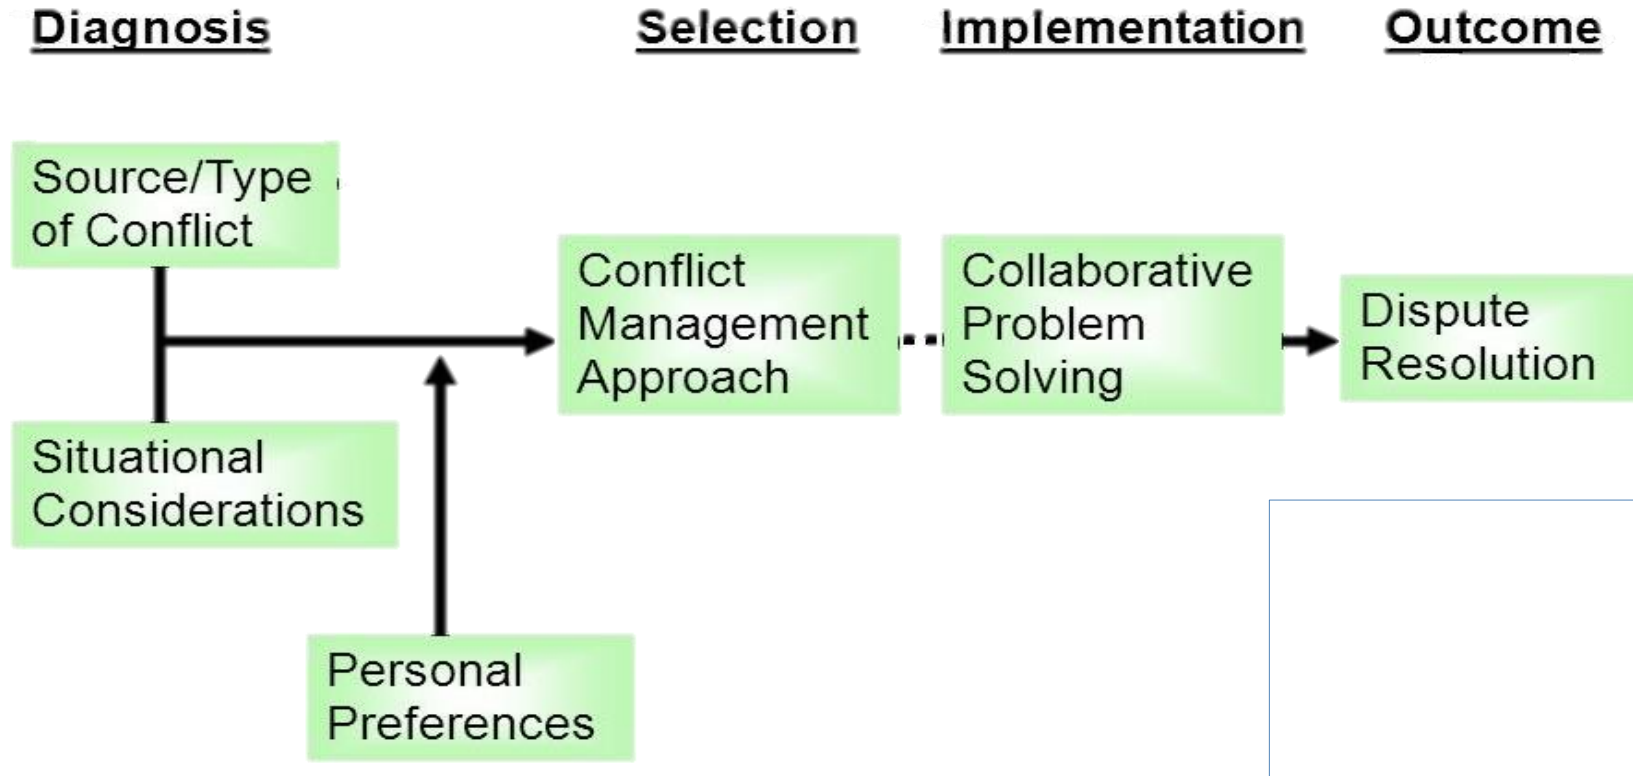 Diagnosis
Selection
Implementation
Outcome
Source/Type
of Conflict
Conflict
Management
Approach
Collaborative
Problem
Solving
Dispute
Resolution
Situational
Considerations
Personal
Preferences